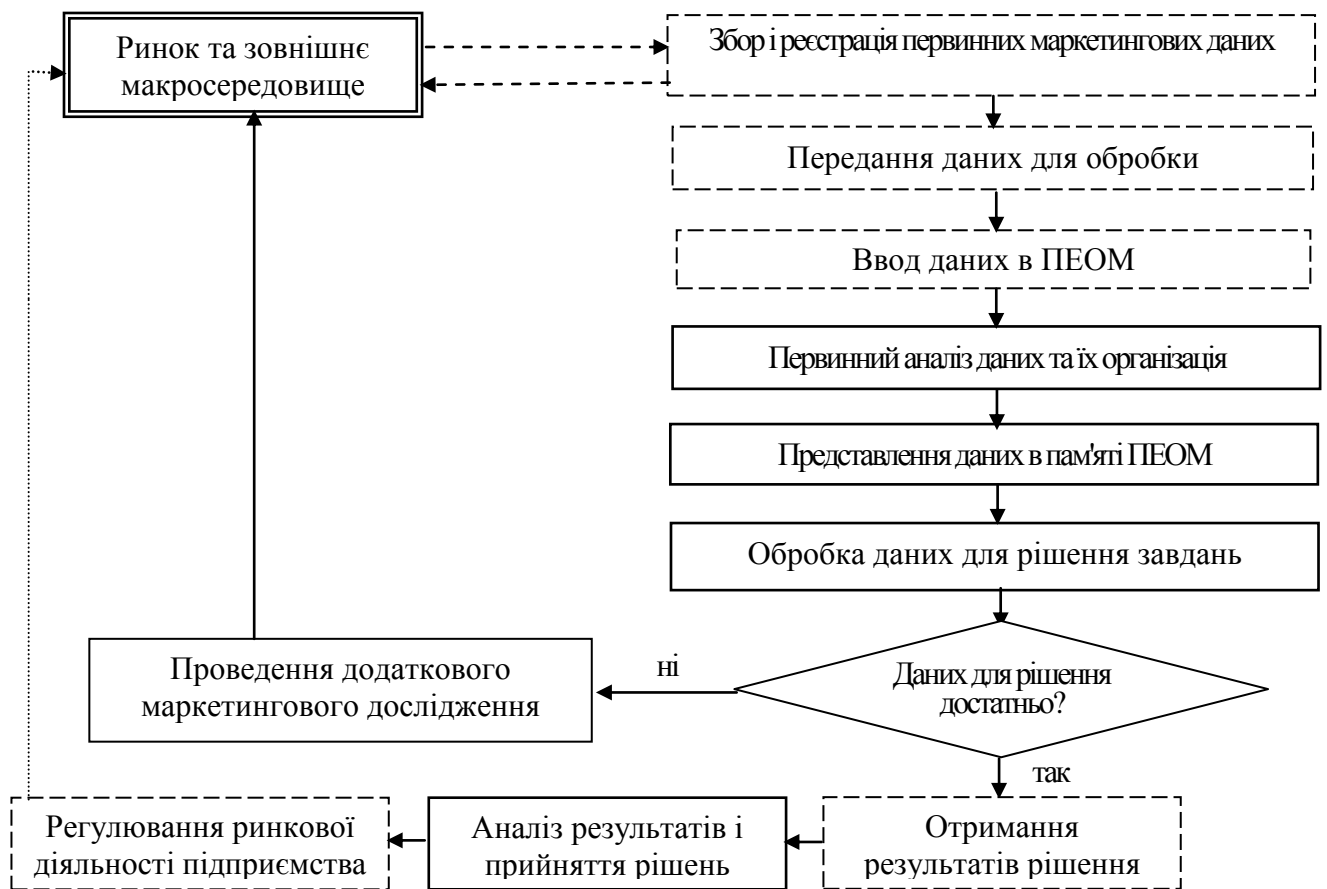 Ринок та зовнішнє
макросередовище
Збор і реєстрація первинних маркетингових даних
Передання даних для обробки
Ввод даних в ПЕОМ
Первинний аналіз даних та їх організація
Представлення даних в пам'яті ПЕОМ
Обробка даних для рішення завдань
Даних для рішення
достатньо?
ні
Проведення додаткового
маркетингового дослідження
так
Отримання
результатів рішення
Аналіз результатів і
прийняття рішень
Регулювання ринкової
діяльності підприємства